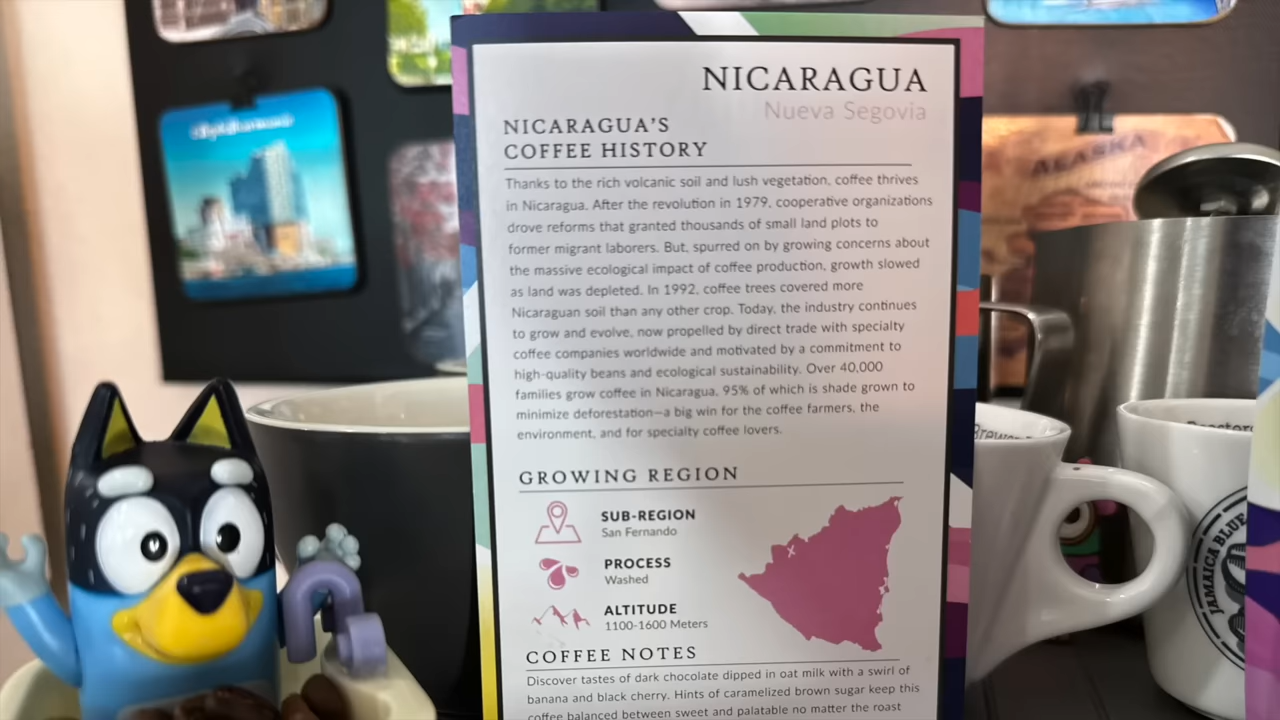 NICARAGUA
Nueva Segovia
NICARAGUA'S
COFFEE HISTORY
Thanks to the rich volcanic soil and lush vegetation, coffee thrives
in Nicaragua. After the revolution in 1979, cooperative organizations
drove reforms that granted thousands of small land plots to
former migrant laborers. But, spurred on by growing concerns about
the massive ecological impact of coffee production, growth slowed
as land was depleted. In 1992, coffee trees covered more
Nicaraguan soil than any other crop. Today, the industry continues
to grow and evolve, now propelled by direct trade with specialty
coffee companies worldwide and motivated by a commitment to
high-quality beans and ecological sustainability. Over 40,000
families grow coffee in Nicaragua, 95% of which is shade grown to
minimize deforestation—a big win for the coffee farmers, the
environment, and for specialty coffee lovers.
GROWING REGION
SUB-REGION
San Fernando
PROCESS
Washed
ALTITUDE
1100-1600 Meters
COFFEE NOTES
Discover tastes of dark chocolate dipped in oat milk with a swirl of
banana and black cherry. Hints of caramelized brown sugar keep this
coffee balanced between sweet and palatable no matter the roast
ALASKA
JAMAICA BLUE